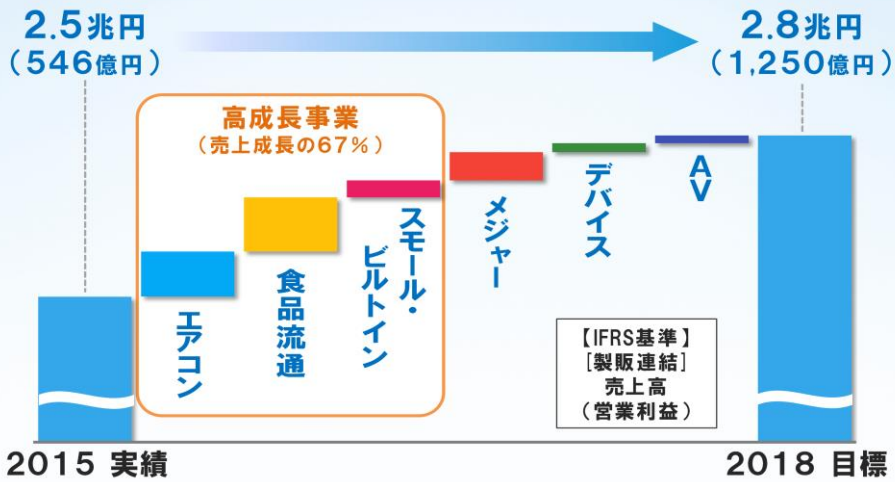 2.5兆円
(546億円)
2.8兆円
(1,250億円)
高成長事業
(売上成長の67%)
エアコン
食品流通
スモール・
ビルトイン
メジャー
デバイス
AV
【IFRS基準】
[製販連結]
売上高
(営業利益)
2015 実績
2018 目標